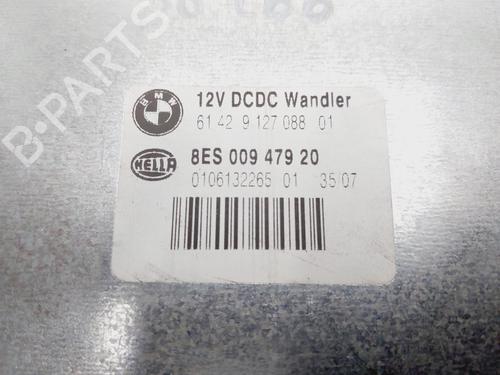 B-PARTS
BMW
12V DCDC Wandler
61 42 9 127 088 01
HELLA
8ES 009 479 20
0106132265 01 35 07